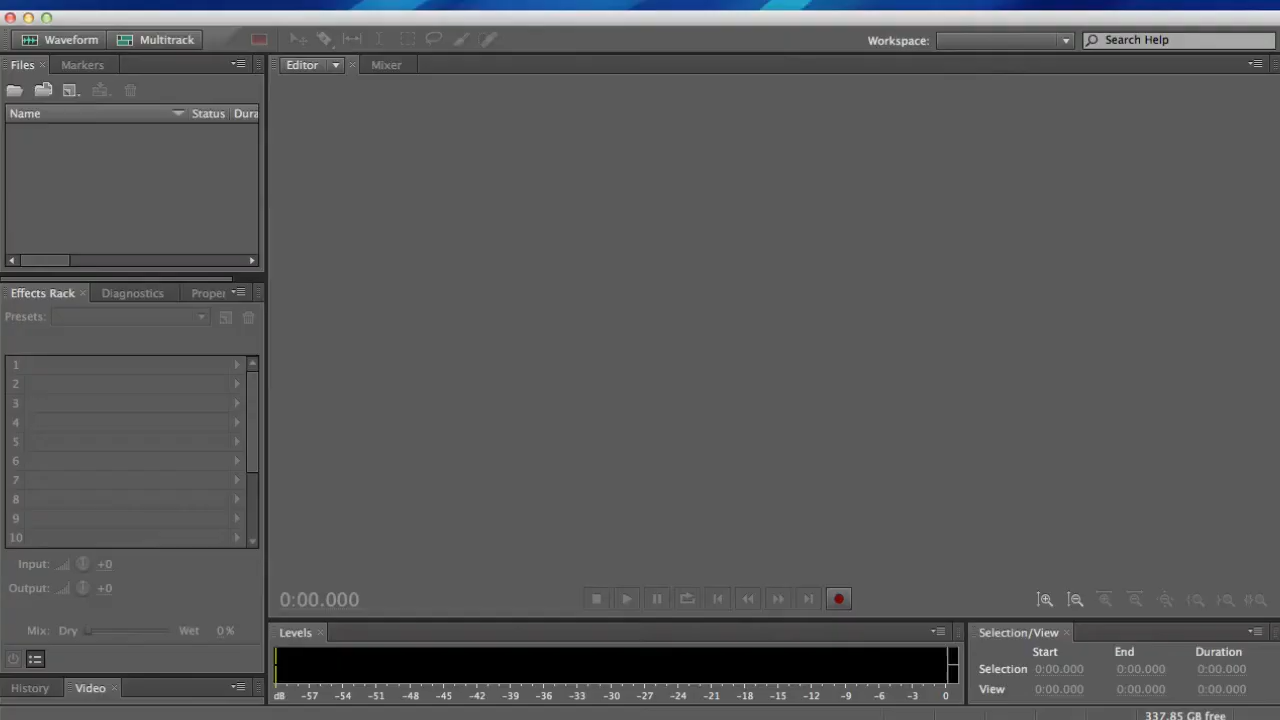 Waveform Multitrack Workspace: Search Help
Files Markers Editor Mixer
Name Status Dura
Effects Rack Diagnostics Proper
Presets:
1
2
3
4
5
6
7
8
9
10
Input: +0
Output: +0
Mix: Dry Wet 0 %
0:00.000
Levels
dB -57 -54 -51 -48 -45 -42 -39 -36 -33 -30 -27 -24 -21 -18 -15 -12 -9 -6 -3 0
Selection/View
Start End Duration
Selection 0:00.000 0:00.000 0:00.000
View 0:00.000 0:00.000 0:00.000
History Video
337.85 GB free